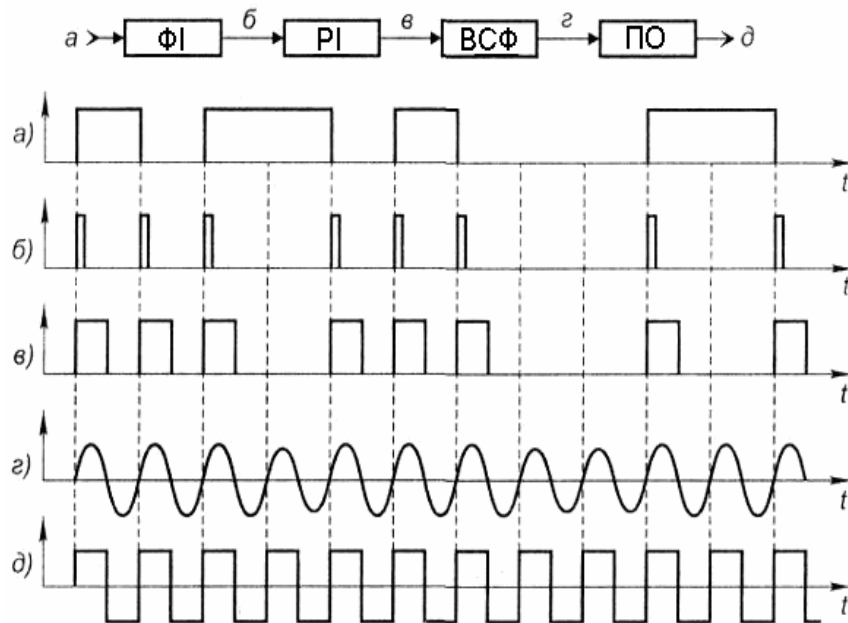 а ФІ б РІ в ВСФ г ПО д
а)
t
б)
t
в)
t
г)
t
д)
t